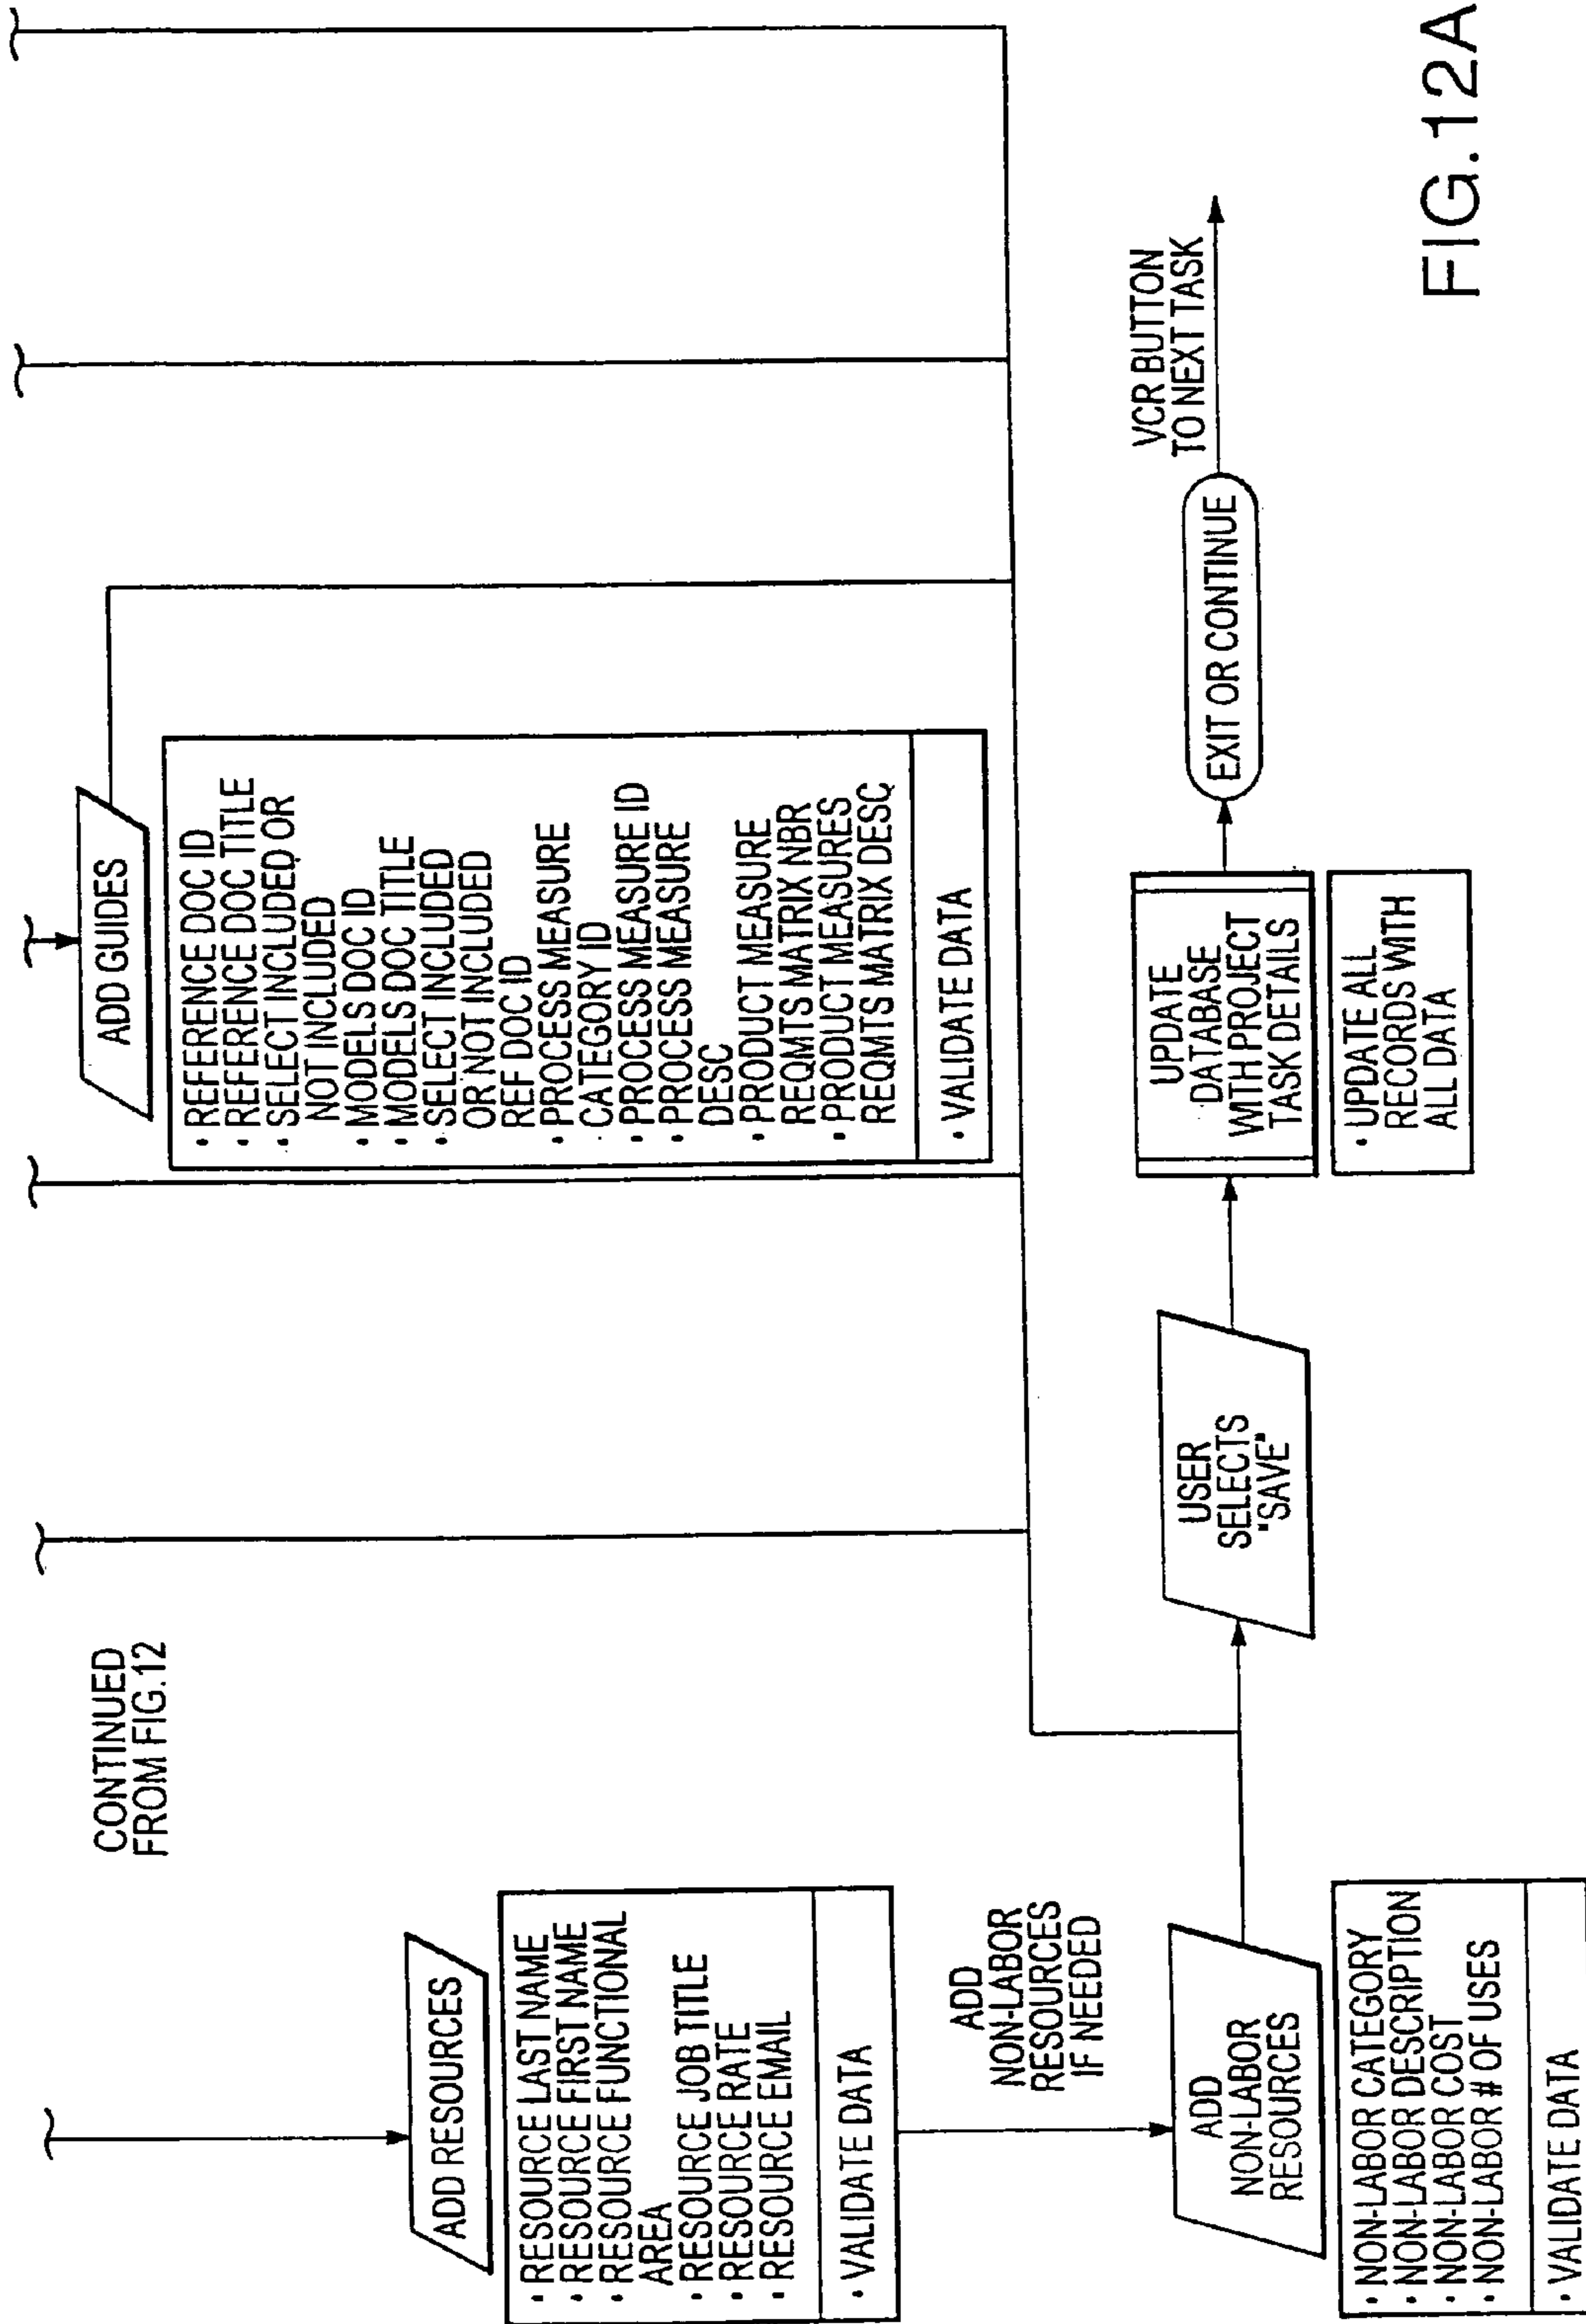 CONTINUED
FROM FIG.12
ADD RESOURCES
• RESOURCE LAST NAME
• RESOURCE FIRST NAME
• RESOURCE FUNCTIONAL
AREA
• RESOURCE JOB TITLE
• RESOURCE RATE
• RESOURCE EMAIL
• VALIDATE DATA
ADD
NON-LABOR
RESOURCES
IF NEEDED
ADD
NON-LABOR
RESOURCES
• NON-LABOR CATEGORY
• NON-LABOR DESCRIPTION
• NON-LABOR COST
• NON-LABOR # OF USES
• VALIDATE DATA
ADD GUIDES
• REFERENCE DOC ID
• REFERENCE DOC TITLE
• SELECT INCLUDED OR
NOT INCLUDED
• MODELS DOC ID
• MODELS DOC TITLE
• SELECT INCLUDED
OR NOT INCLUDED
REF DOC ID
• PROCESS MEASURE
CATEGORY ID
• PROCESS MEASURE ID
• PROCESS MEASURE
DESC
• PRODUCT MEASURE
REQMTS MATRIX NBR
• PRODUCT MEASURES
REQMTS MATRIX DESC
• VALIDATE DATA
USER
SELECTS
"SAVE"
UPDATE
DATABASE
WITH PROJECT
TASK DETAILS
• UPDATE ALL
RECORDS WITH
ALL DATA
EXIT OR CONTINUE
VCR BUTTON
TO NEXT TASK
FIG.12A